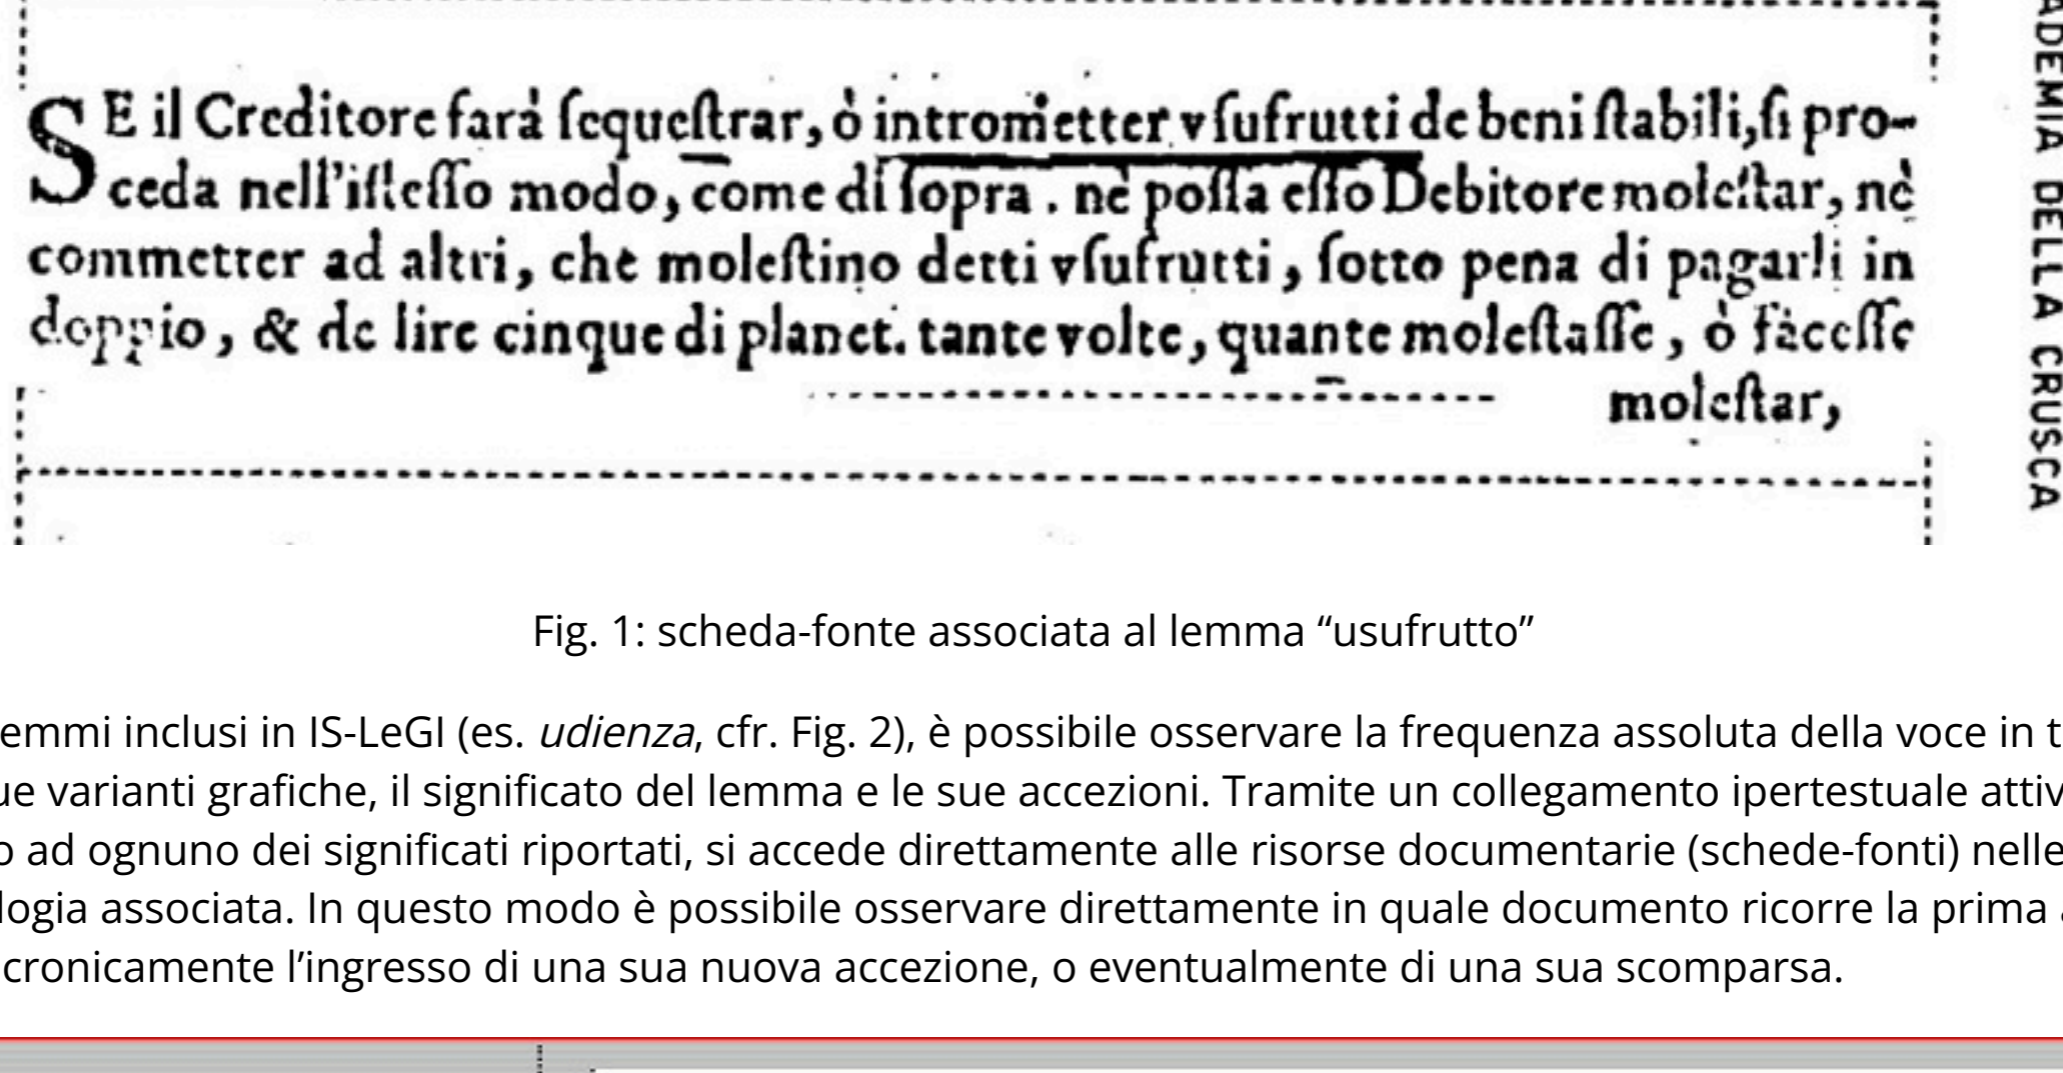 SE il Creditore farà ſequeſtrar, ò intrometter vſufrutti de beni ſtabili, ſi pro-
ceda nell'iſteſſo modo, come di ſopra. nè poſſa eſſo Debitore moleſtar, nè
commetter ad altri, che moleſtino detti vſufrutti, ſotto pena di pagarli in
doppio, & de lire cinque di planet. tante volte, quante moleſtaſſe, ò faceſſe
moleſtar,
ADEMIA DELLA CRUSCA
Fig. 1: scheda-fonte associata al lemma “usufrutto”
emmi inclusi in IS-LeGI (es. udienza, cfr. Fig. 2), è possibile osservare la frequenza assoluta della voce in t
ue varianti grafiche, il significato del lemma e le sue accezioni. Tramite un collegamento ipertestuale attiv
o ad ognuno dei significati riportati, si accede direttamente alle risorse documentarie (schede-fonti) nelle
logia associata. In questo modo è possibile osservare direttamente in quale documento ricorre la prima
cronicamente l’ingresso di una sua nuova accezione, o eventualmente di una sua scomparsa.